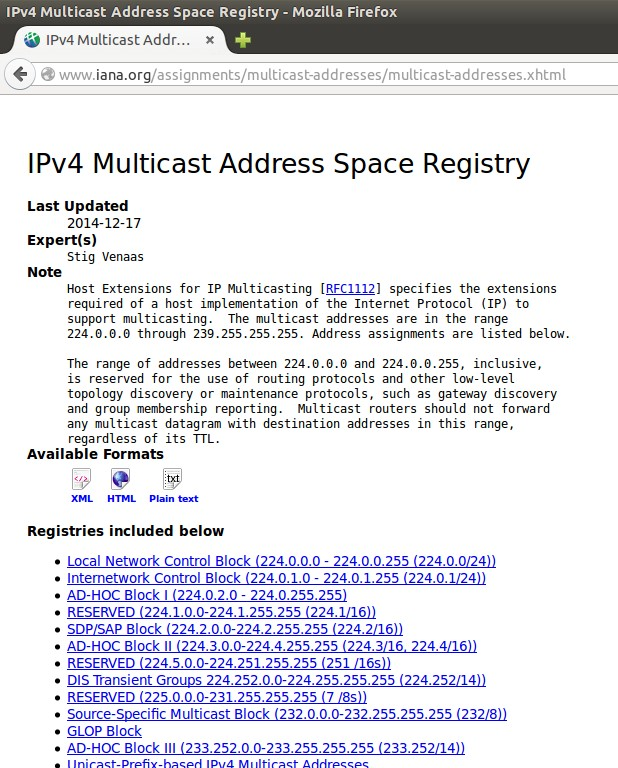 IPv4 Multicast Address Space Registry - Mozilla Firefox
IPv4 Multicast Addr...
www.iana.org/assignments/multicast-addresses/multicast-addresses.xhtml
IPv4 Multicast Address Space Registry
Last Updated
2014-12-17
Expert(s)
Stig Venaas
Note
Host Extensions for IP Multicasting [RFC1112] specifies the extensions
required of a host implementation of the Internet Protocol (IP) to
support multicasting.  The multicast addresses are in the range
224.0.0.0 through 239.255.255.255. Address assignments are listed below.
The range of addresses between 224.0.0.0 and 224.0.0.255, inclusive,
is reserved for the use of routing protocols and other low-level
topology discovery or maintenance protocols, such as gateway discovery
and group membership reporting.  Multicast routers should not forward
any multicast datagram with destination addresses in this range,
regardless of its TTL.
Available Formats
</> txt
XML HTML Plain text
Registries included below
• Local Network Control Block (224.0.0.0 - 224.0.0.255 (224.0.0/24))
• Internetwork Control Block (224.0.1.0 - 224.0.1.255 (224.0.1/24))
• AD-HOC Block I (224.0.2.0 - 224.0.255.255)
• RESERVED (224.1.0.0-224.1.255.255 (224.1/16))
• SDP/SAP Block (224.2.0.0-224.2.255.255 (224.2/16))
• AD-HOC Block II (224.3.0.0-224.4.255.255 (224.3/16, 224.4/16))
• RESERVED (224.5.0.0-224.251.255.255 (251 /16s))
• DIS Transient Groups 224.252.0.0-224.255.255.255 (224.252/14))
• RESERVED (225.0.0.0-231.255.255.255 (7 /8s))
• Source-Specific Multicast Block (232.0.0.0-232.255.255.255 (232/8))
• GLOP Block
• AD-HOC Block III (233.252.0.0-233.255.255.255 (233.252/14))
• Unicast-Prefix-based IPv4 Multicast Addresses